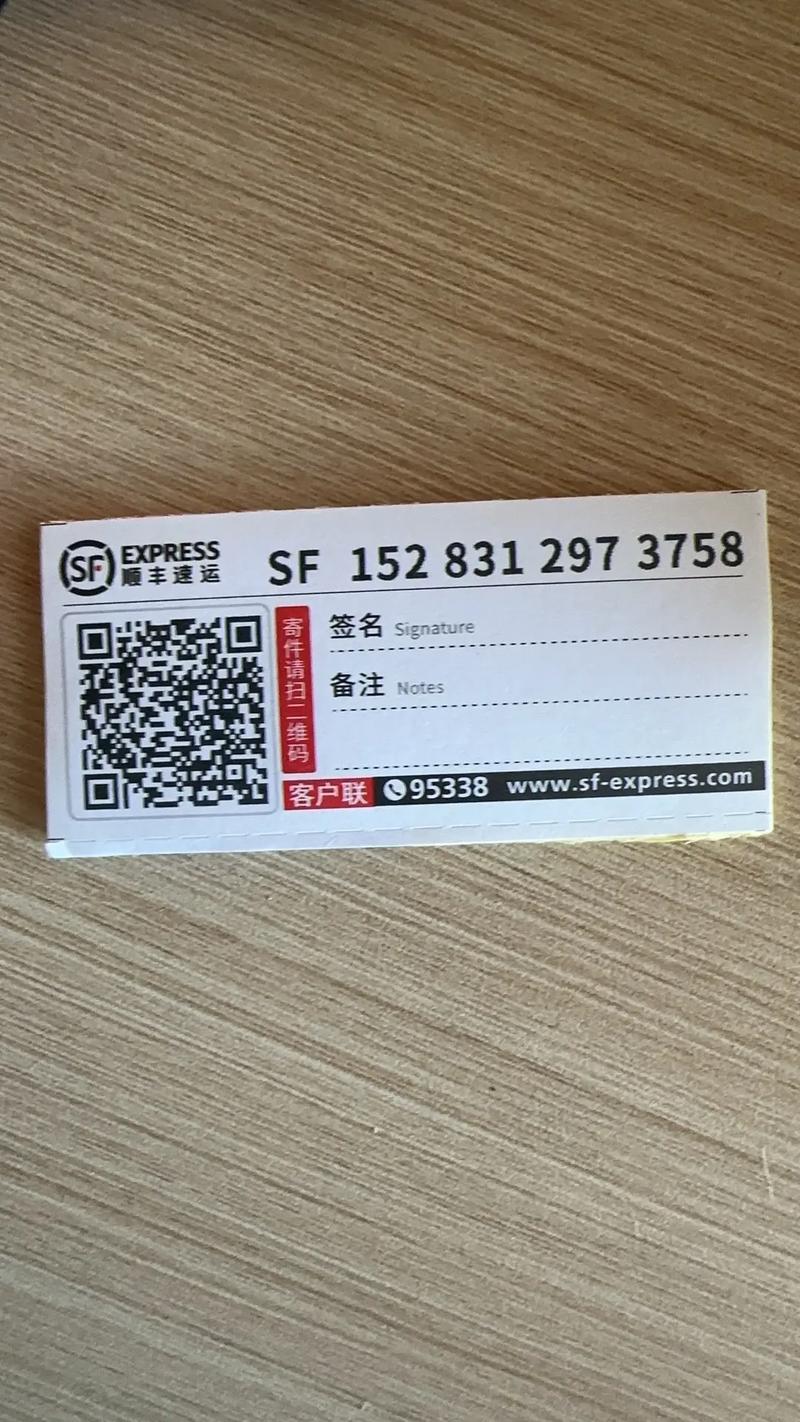 SF EXPRESS
顺丰速运
SF 152 831 297 3758
寄件请扫二维码
签名 Signature
备注 Notes
客户联 95338 www.sf-express.com